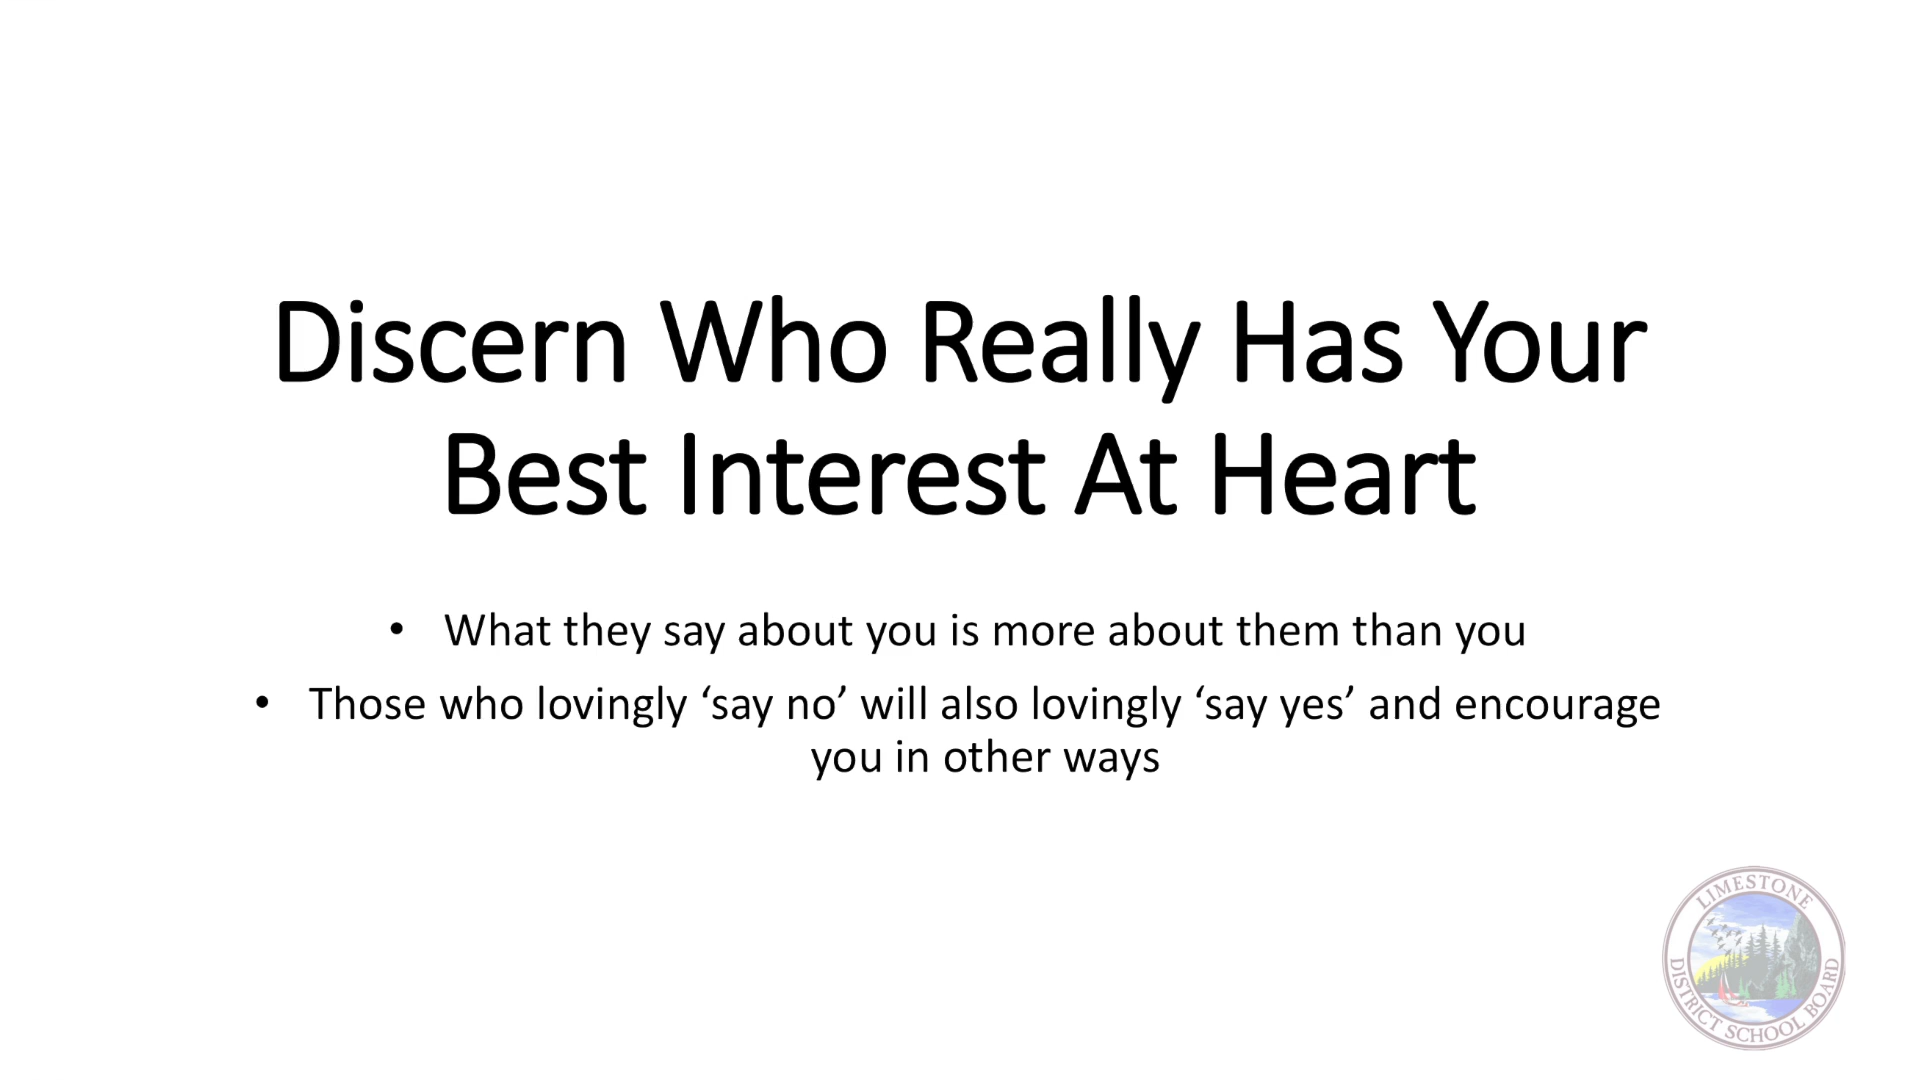 Discern Who Really Has Your
Best Interest At Heart
• What they say about you is more about them than you
• Those who lovingly ‘say no’ will also lovingly ‘say yes’ and encourage
you in other ways
LIMESTONE
DISTRICT SCHOOL BOARD